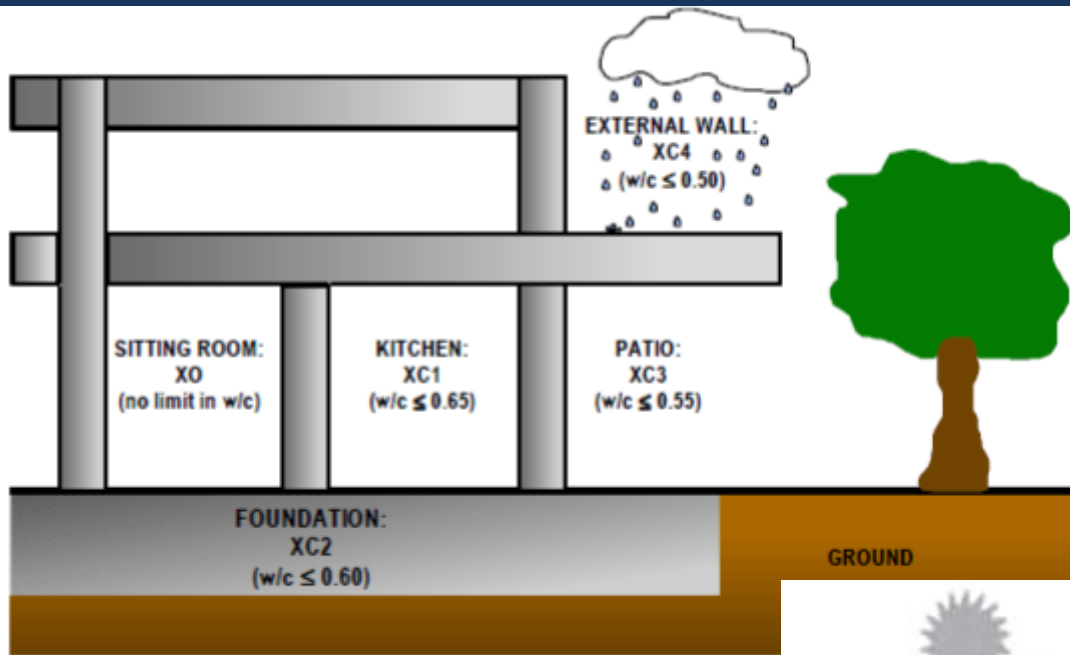 EXTERNAL WALL:
XC4
(w/c ≤ 0.50)
SITTING ROOM:
XO
(no limit in w/c)
KITCHEN:
XC1
(w/c ≤ 0.65)
PATIO:
XC3
(w/c ≤ 0.55)
FOUNDATION:
XC2
(w/c ≤ 0.60)
GROUND